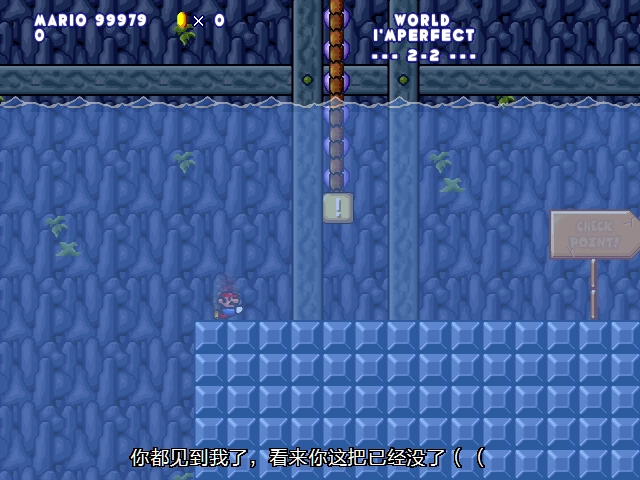 MARIO 99979 × 0
0
WORLD
I'MPERFECT
--- 2-2 ---
!
CHECK
POINT!
你都见到我了，看来你这把已经没了（（